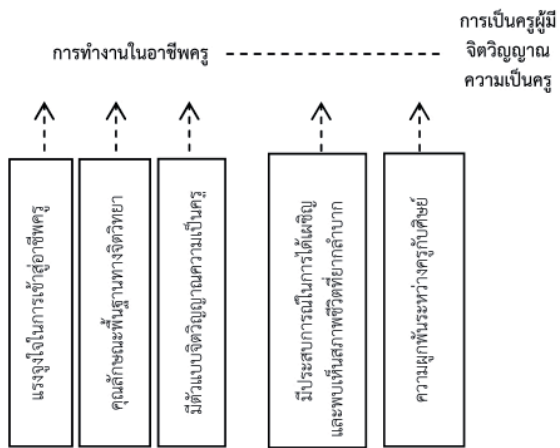 การเป็นครูผู้มี
จิตวิญญาณ
ความเป็นครู
การทำงานในอาชีพครู
แรงจูงใจในการเข้าสู่อาชีพครู
คุณลักษณะพื้นฐานทางจิตวิทยา
มีตัวแบบจิตวิญญาณความเป็นครู
มีประสบการณ์ในการได้เผชิญ
และพบเห็นสภาพชีวิตที่ยากลำบาก
ความผูกพันระหว่างครูกับศิษย์